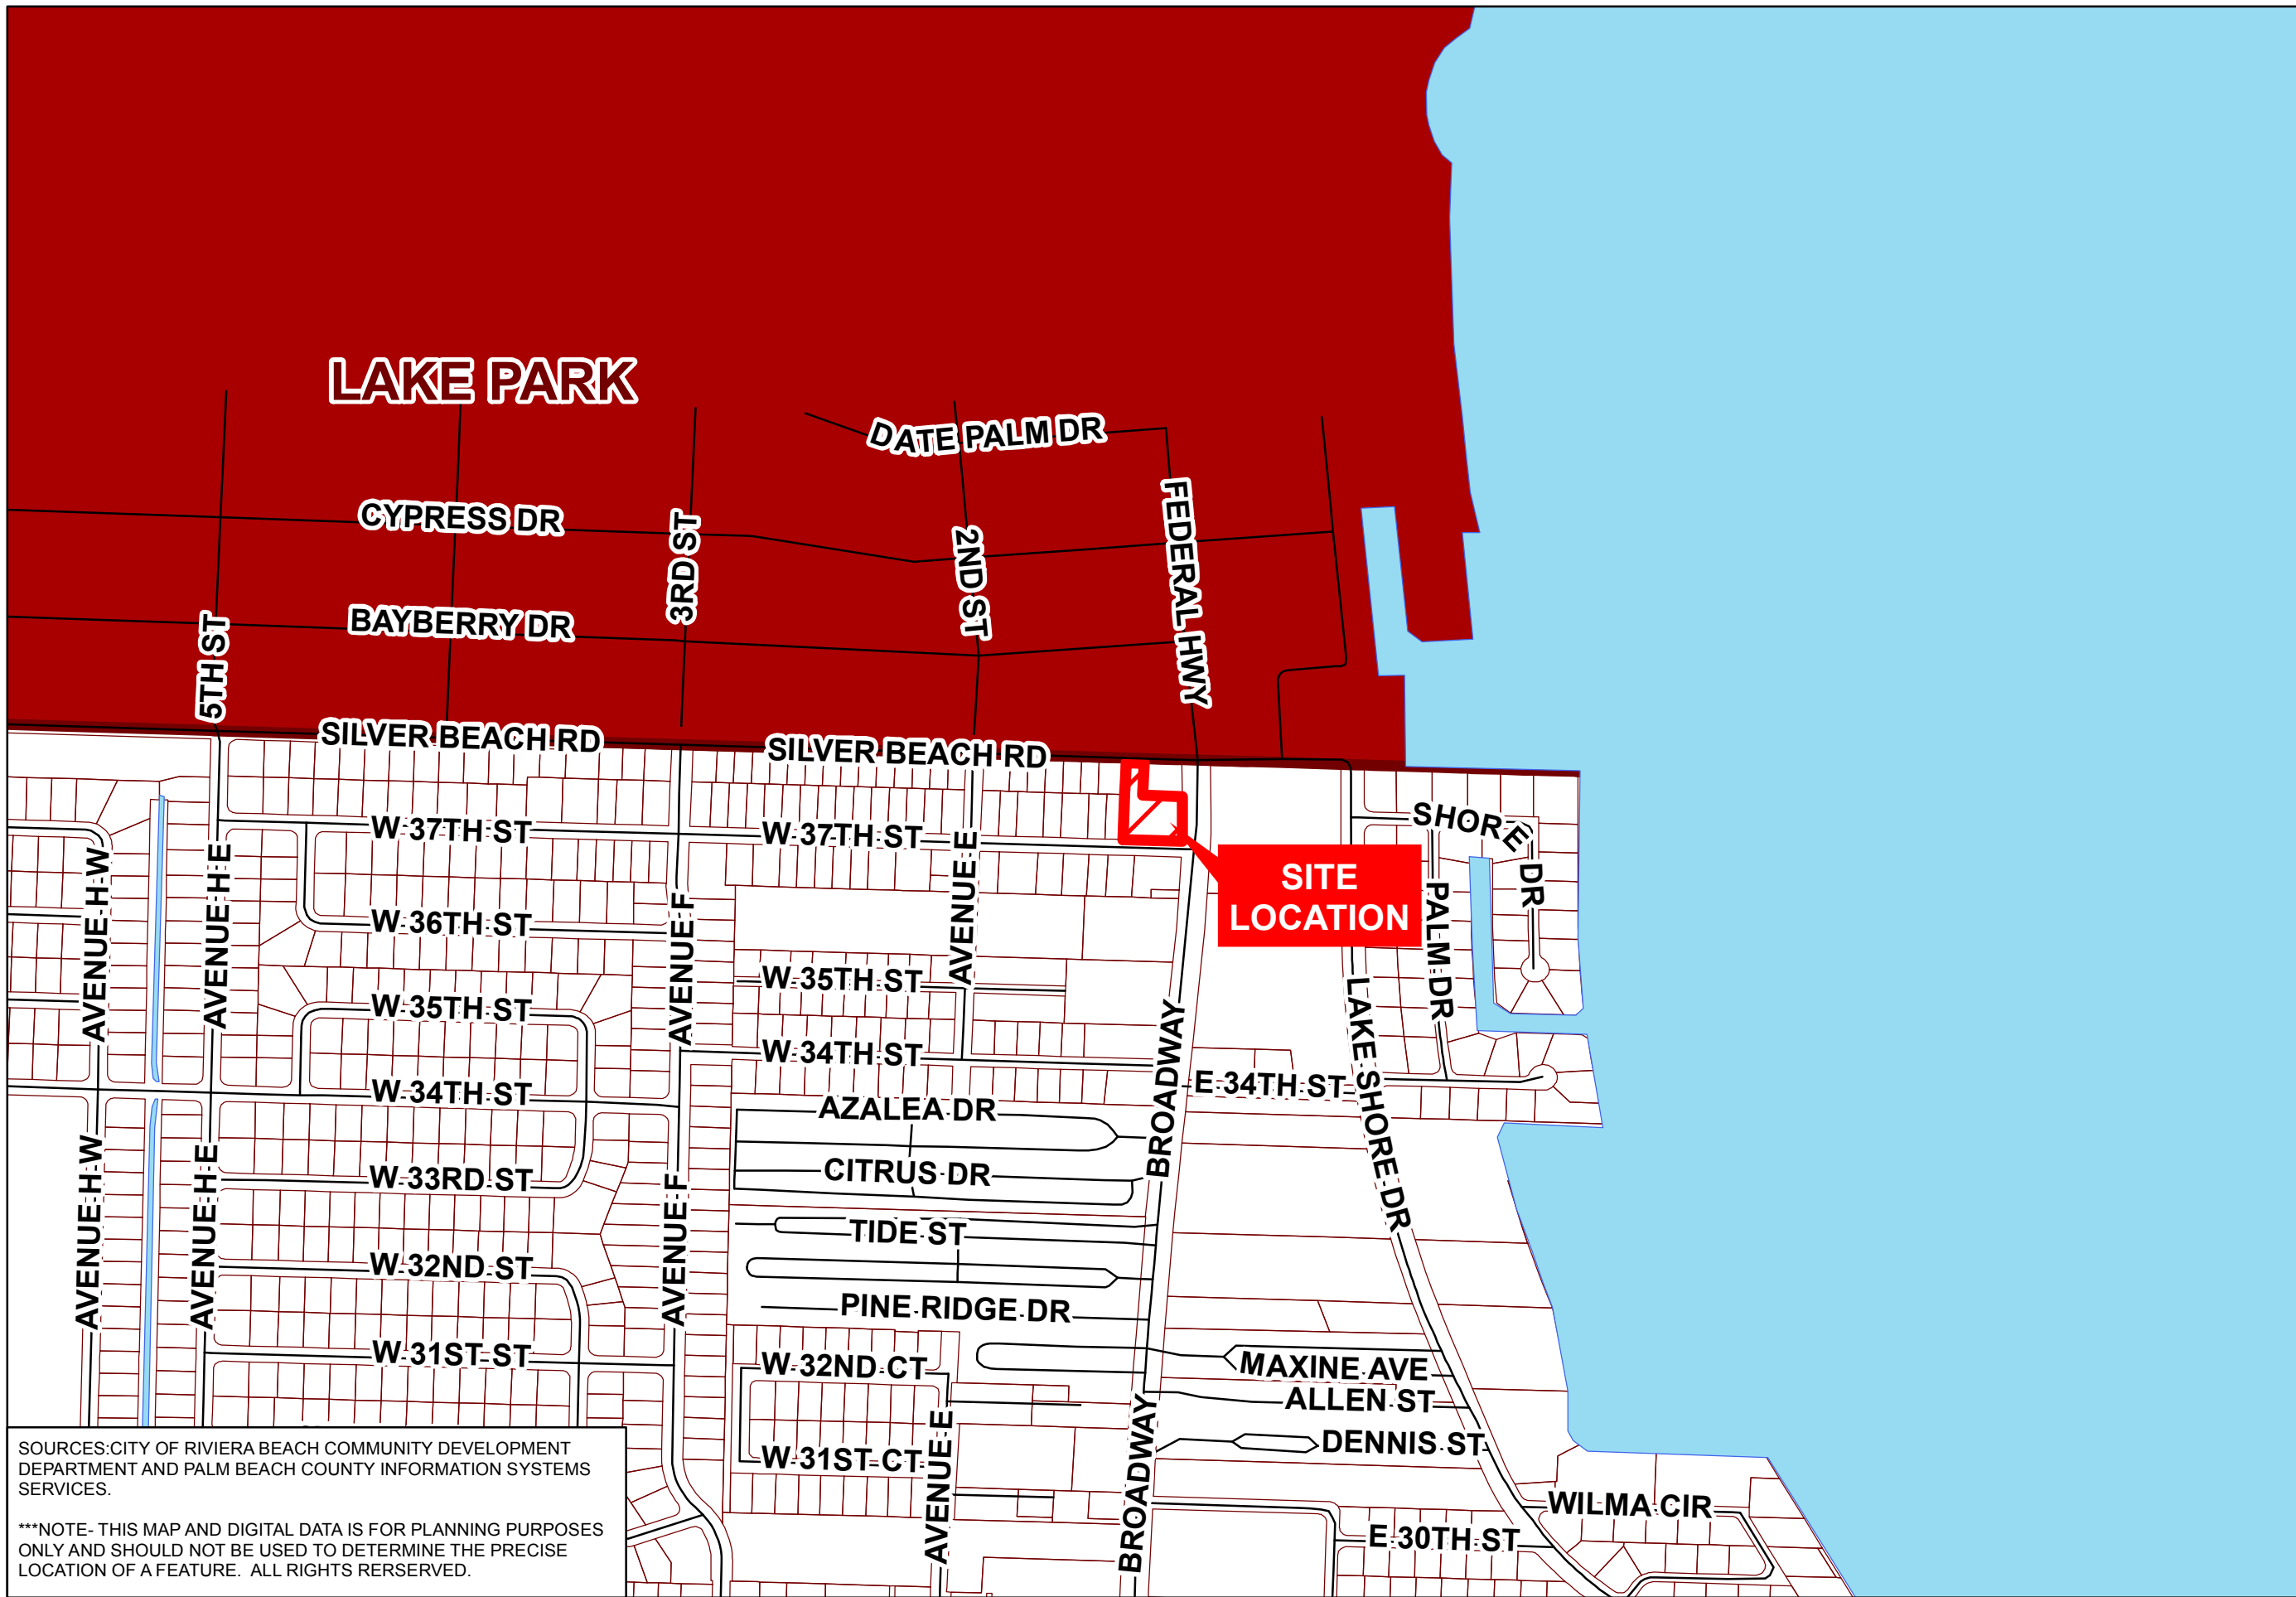 LAKE PARK
DATE PALM DR
CYPRESS DR
FEDERAL HWY
3RD ST
2ND ST
BAYBERRY DR
5TH ST
SILVER BEACH RD
SILVER BEACH RD
SHORE DR
W 37TH ST
W 37TH ST
AVENUE H W
AVENUE H E
AVENUE E
SITE
LOCATION
PALM DR
W 36TH ST
AVENUE F
W 35TH ST
W 35TH ST
LAKE SHORE DR
BROADWAY
W 34TH ST
W 34TH ST
E 34TH ST
AZALEA DR
AVENUE H W
AVENUE H E
W 33RD ST
AVENUE F
CITRUS DR
TIDE ST
W 32ND ST
PINE RIDGE DR
W 31ST ST
W 32ND CT
MAXINE AVE
ALLEN ST
BROADWAY
AVENUE E
DENNIS ST
W 31ST CT
WILMA CIR
E 30TH ST
SOURCES:CITY OF RIVIERA BEACH COMMUNITY DEVELOPMENT
DEPARTMENT AND PALM BEACH COUNTY INFORMATION SYSTEMS
SERVICES.
***NOTE- THIS MAP AND DIGITAL DATA IS FOR PLANNING PURPOSES
ONLY AND SHOULD NOT BE USED TO DETERMINE THE PRECISE
LOCATION OF A FEATURE.  ALL RIGHTS RERSERVED.